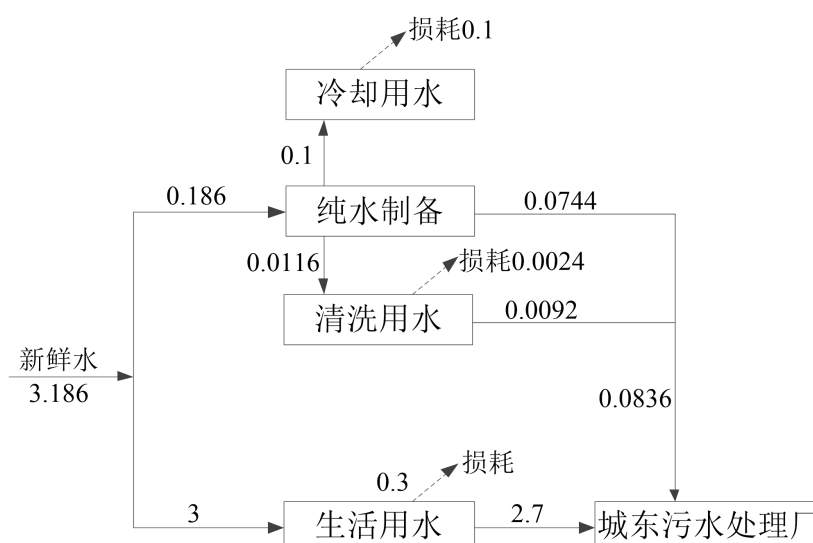 损耗0.1
冷却用水
0.1
0.186
纯水制备
0.0744
0.0116
损耗0.0024
清洗用水
0.0092
新鲜水
3.186
0.0836
损耗
0.3
3
生活用水
2.7
城东污水处理厂